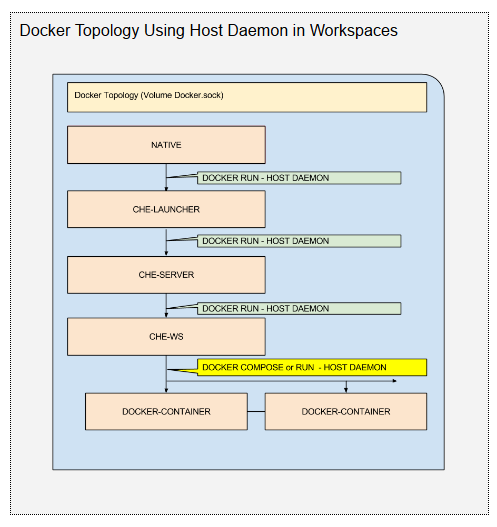 Docker Topology Using Host Daemon in Workspaces
Docker Topology (Volume Docker.sock)
NATIVE
DOCKER RUN - HOST DAEMON
CHE-LAUNCHER
DOCKER RUN - HOST DAEMON
CHE-SERVER
DOCKER RUN - HOST DAEMON
CHE-WS
DOCKER COMPOSE or RUN  - HOST DAEMON
DOCKER-CONTAINER
DOCKER-CONTAINER